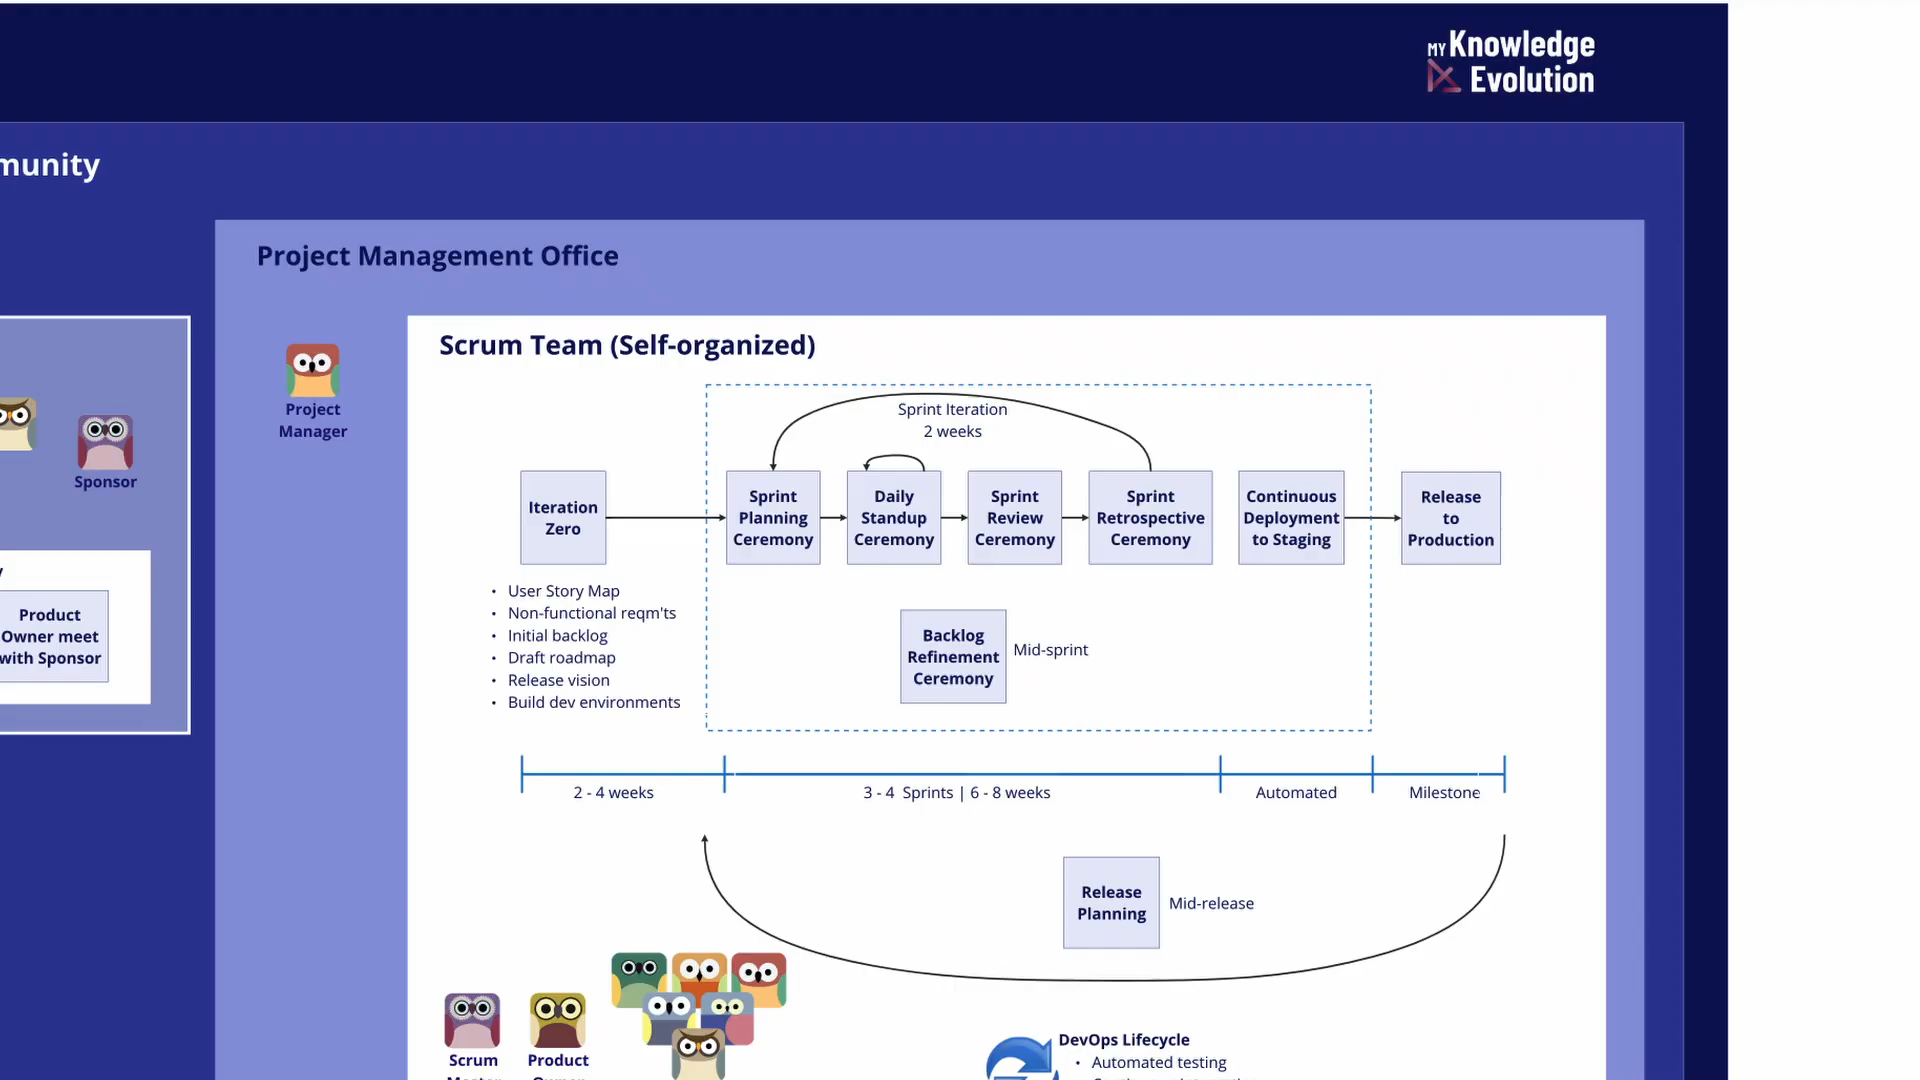 MY Knowledge
Evolution
munity
Project Management Office
Scrum Team (Self-organized)
Project
Manager
Sponsor
Sprint Iteration
2 weeks
Iteration
Zero
Sprint
Planning
Ceremony
Daily
Standup
Ceremony
Sprint
Review
Ceremony
Sprint
Retrospective
Ceremony
Continuous
Deployment
to Staging
Release
to
Production
y
Product
Owner meet
with Sponsor
• User Story Map
• Non-functional reqm'ts
• Initial backlog
• Draft roadmap
• Release vision
• Build dev environments
Backlog
Refinement
Ceremony
Mid-sprint
2 - 4 weeks
3 - 4 Sprints | 6 - 8 weeks
Automated
Milestone
Release
Planning
Mid-release
Scrum
Product
DevOps Lifecycle
• Automated testing